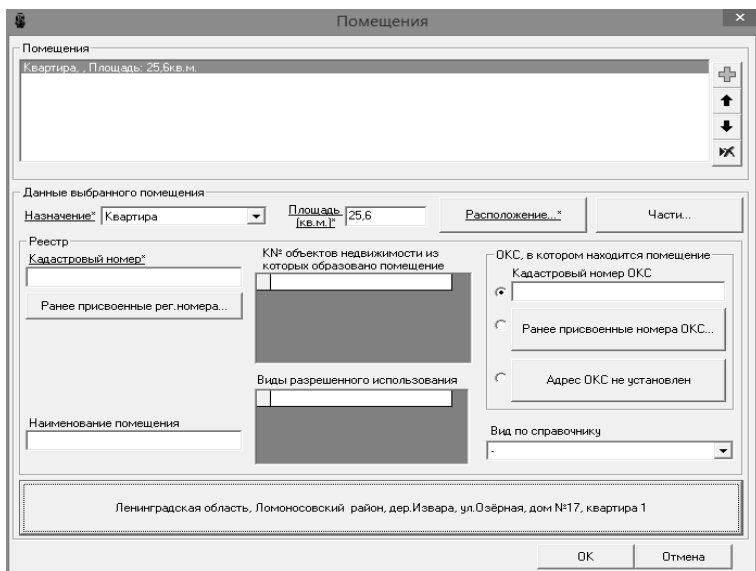 Помещения
Помещения
Квартира, , Площадь: 25,6кв.м.
Данные выбранного помещения
Назначение* Квартира
Площадь (кв.м.)* 25,6
Расположение...*
Части...
Реестр
Кадастровый номер*
Ранее присвоенные рег.номера...
Наименование помещения
КN² объектов недвижимости из
которых образовано помещение
Виды разрешенного использования
ОКС, в котором находится помещение
Кадастровый номер ОКС
Ранее присвоенные номера ОКС...
Адрес ОКС не установлен
Вид по справочнику
-
Ленинградская область, Ломоносовский район, дер.Извара, ул.Озёрная, дом №17, квартира 1
OK
Отмена